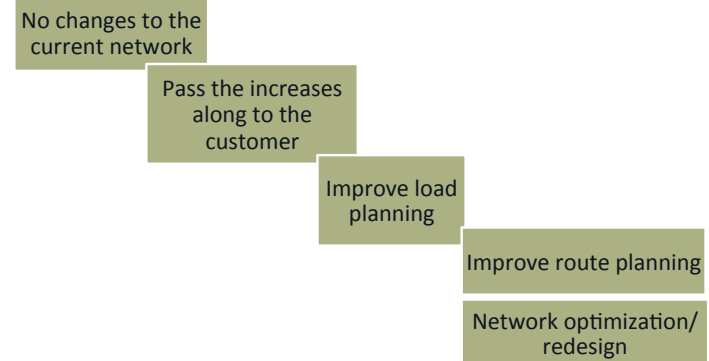 No changes to the
current network
Pass the increases
along to the
customer
Improve load
planning
Improve route planning
Network optimization/
redesign